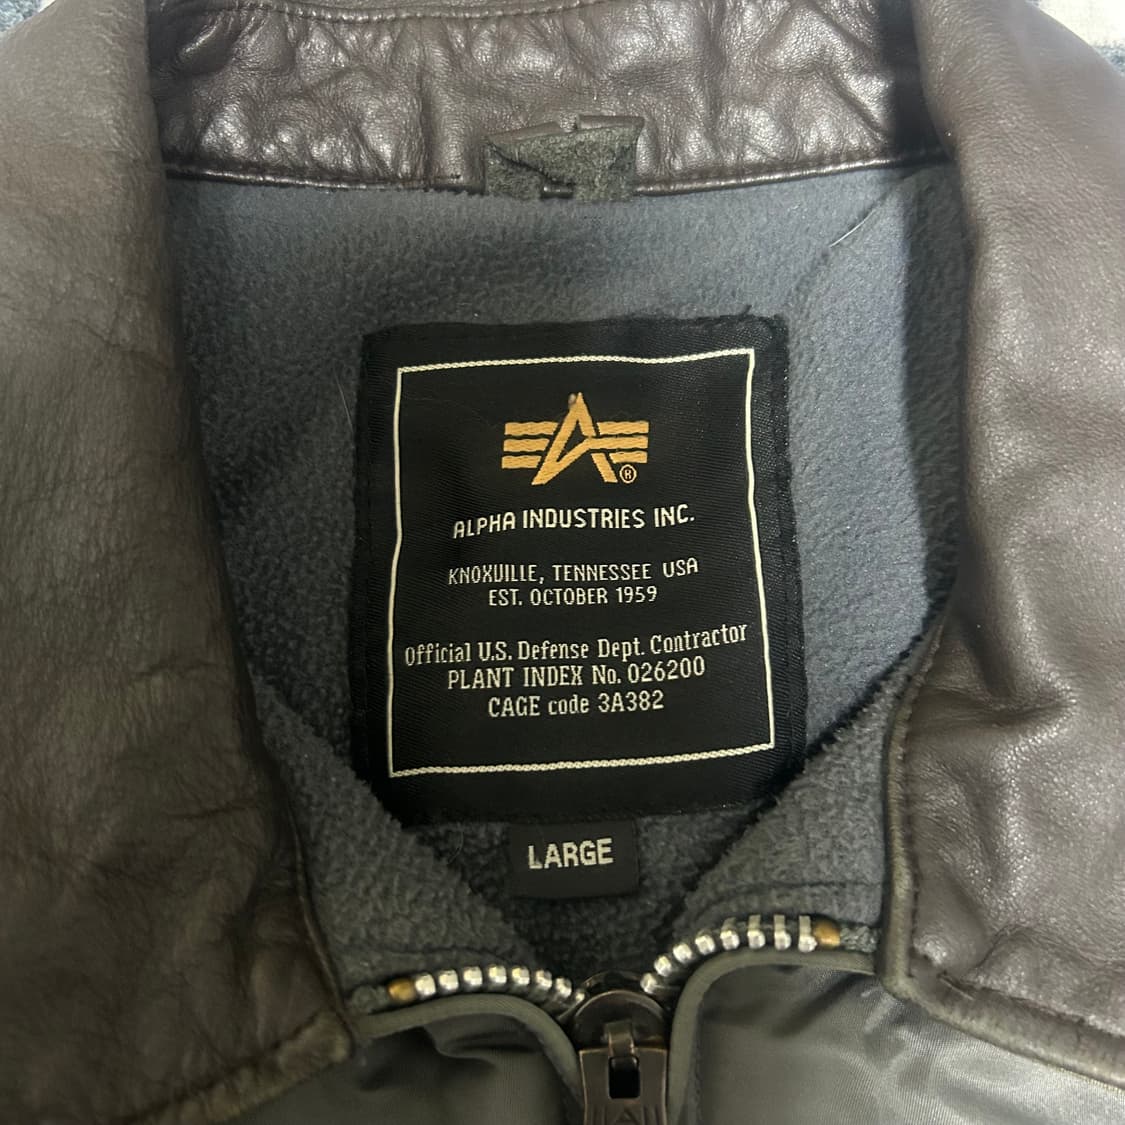 ®
ALPHA INDUSTRIES INC.
KNOXVILLE, TENNESSEE USA
EST. OCTOBER 1959
Official U.S. Defense Dept. Contractor
PLANT INDEX No. 026200
CAGE code 3A382
LARGE